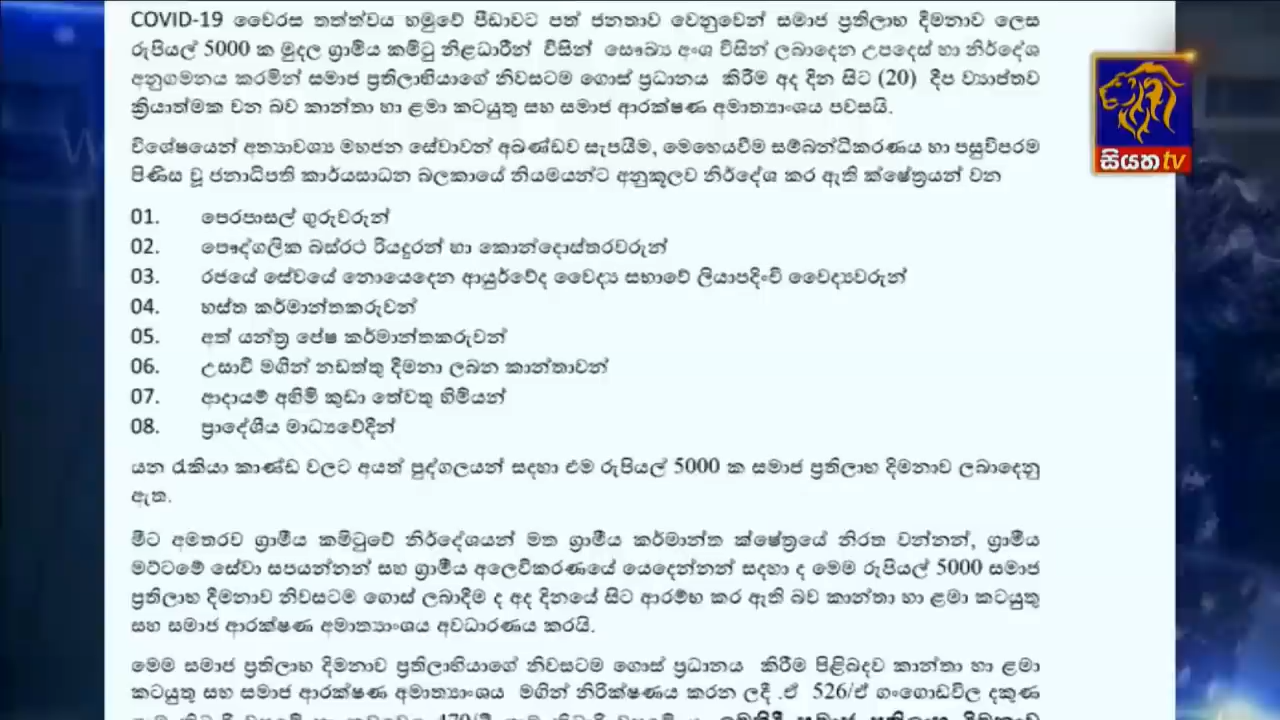 COVID-19 වෛරස තත්ත්වය හමුවේ පීඩාවට පත් ජනතාව වෙනුවෙන් සමාජ ප්‍රතිලාභ දීමනාව ලෙස
රුපියල් 5000 ක මුදල ග්‍රාමීය කමිටු නිළධාරීන් විසින් සෞඛ්‍ය අංශ විසින් ලබාදෙන උපදෙස් හා නිර්දේශ
අනුගමනය කරමින් සමාජ ප්‍රතිලාභියාගේ නිවසටම ගොස් ප්‍රධානය කිරීම අද දින සිට (20) දීප ව්‍යාප්තව
ක්‍රියාත්මක වන බව කාන්තා හා ළමා කටයුතු සහ සමාජ ආරක්ෂණ අමාත්‍යාංශය පවසයි.
විශේෂයෙන් අත්‍යාවශ්‍ය මහජන සේවාවන් අඛණ්ඩව සැපයීම, මෙහෙයවීම සම්බන්ධීකරණය හා පසුවිපරම
පිණිස වූ ජනාධිපති කාර්යසාධන බලකායේ නියමයන්ට අනුකූලව නිර්දේශ කර ඇති ක්ෂේත්‍රයන් වන
සියත tv
01. පෙරපාසල් ගුරුවරුන්
02. පෞද්ගලික බස්රථ රියදුරන් හා කොන්දොස්තරවරුන්
03. රජයේ සේවයේ නොයෙදෙන ආයුර්වේද වෛද්‍ය සභාවේ ලියාපදිංචි වෛද්‍යවරුන්
04. හස්ත කර්මාන්තකරුවන්
05. අත් යන්ත්‍ර පේෂ කර්මාන්තකරුවන්
06. උසාවි මගින් නඩත්තු දිමනා ලබන කාන්තාවන්
07. ආදායම් අහිමි කුඩා තේවතු හිමියන්
08. ප්‍රාදේශීය මාධ්‍යවේදීන්
යන රැකියා කාණ්ඩ වලට අයත් පුද්ගලයන් සදහා එම රුපියල් 5000 ක සමාජ ප්‍රතිලාභ දිමනාව ලබාදෙනු
ඇත.
මීට අමතරව ග්‍රාමීය කමිටුවේ නිර්දේශයන් මත ග්‍රාමීය කර්මාන්ත ක්ෂේත්‍රයේ නිරත වන්නන්, ග්‍රාමීය
මට්ටමේ සේවා සපයන්නන් සහ ග්‍රාමීය අලෙවිකරණයේ යෙදෙන්නන් සදහා ද මෙම රුපියල් 5000 සමාජ
ප්‍රතිලාභ දීමනාව නිවසටම ගොස් ලබාදීම ද අද දිනයේ සිට ආරම්භ කර ඇති බව කාන්තා හා ළමා කටයුතු
සහ සමාජ ආරක්ෂණ අමාත්‍යාංශය අවධාරණය කරයි.
මෙම සමාජ ප්‍රතිලාභ දිමනාව ප්‍රතිලාභියාගේ නිවසටම ගොස් ප්‍රධානය කිරීම පිළිබදව කාන්තා හා ළමා
කටයුතු සහ සමාජ ආරක්ෂණ අමාත්‍යාංශය මගින් නිරික්ෂණය කරන ලදී .ඒ 526/ඒ ගංගොඩවිල දකුණ